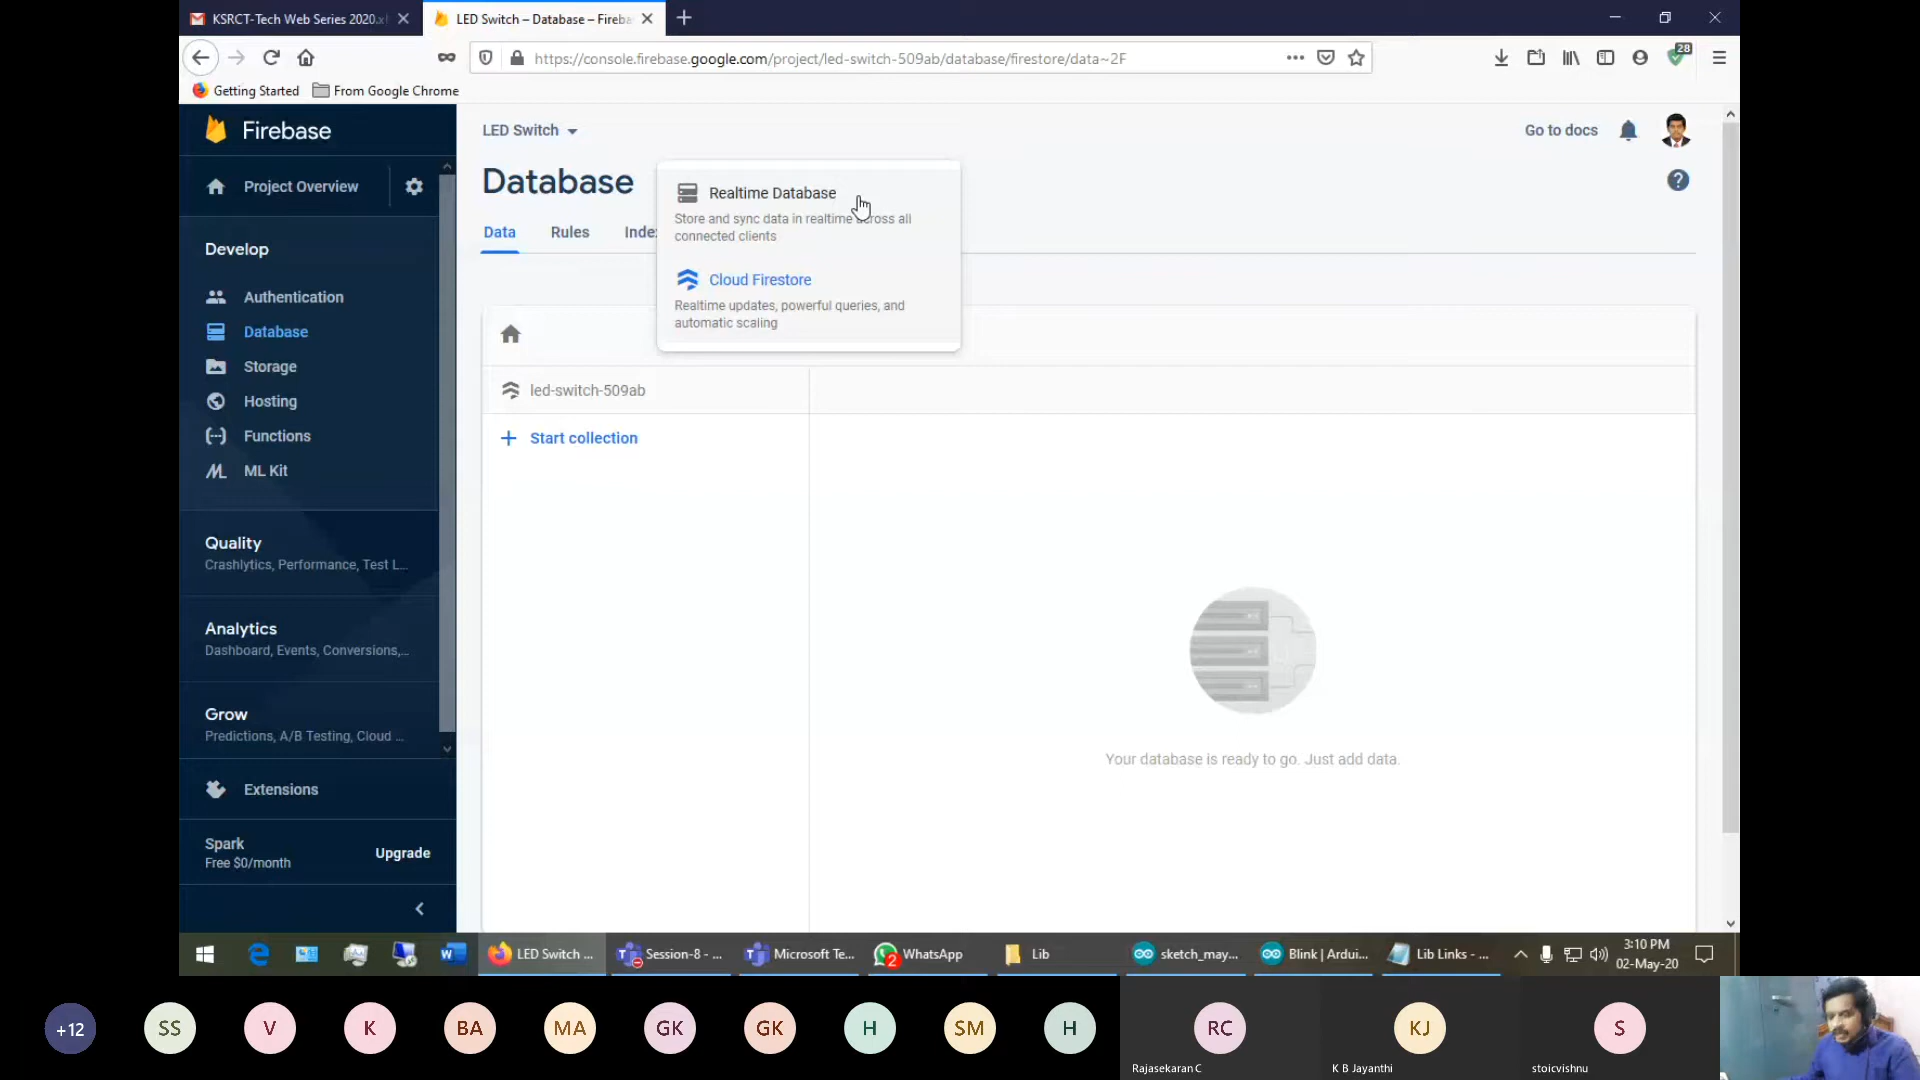 KSRCT-Tech Web Series 2020.x
LED Switch – Database – Fireba
https://console.firebase.google.com/project/led-switch-509ab/database/firestore/data~2F
28
Getting Started
From Google Chrome
Firebase
Project Overview
Develop
Authentication
Database
Storage
Hosting
Functions
ML Kit
Quality
Crashlytics, Performance, Test L...
Analytics
Dashboard, Events, Conversions,...
Grow
Predictions, A/B Testing, Cloud ...
Extensions
Spark
Free $0/month
Upgrade
LED Switch
Go to docs
Database
Data
Rules
Index
Realtime Database
Store and sync data in realtime across all
connected clients
Cloud Firestore
Realtime updates, powerful queries, and
automatic scaling
led-switch-509ab
Start collection
Your database is ready to go. Just add data.
LED Switch ...
Session-8 - ...
Microsoft Te...
2
WhatsApp
Lib
sketch_may...
Blink | Ardui...
Lib Links - ...
3:10 PM
02-May-20
+12
SS
V
K
BA
MA
GK
GK
H
SM
H
RC
Rajasekaran C
KJ
K B Jayanthi
S
stoicvishnu